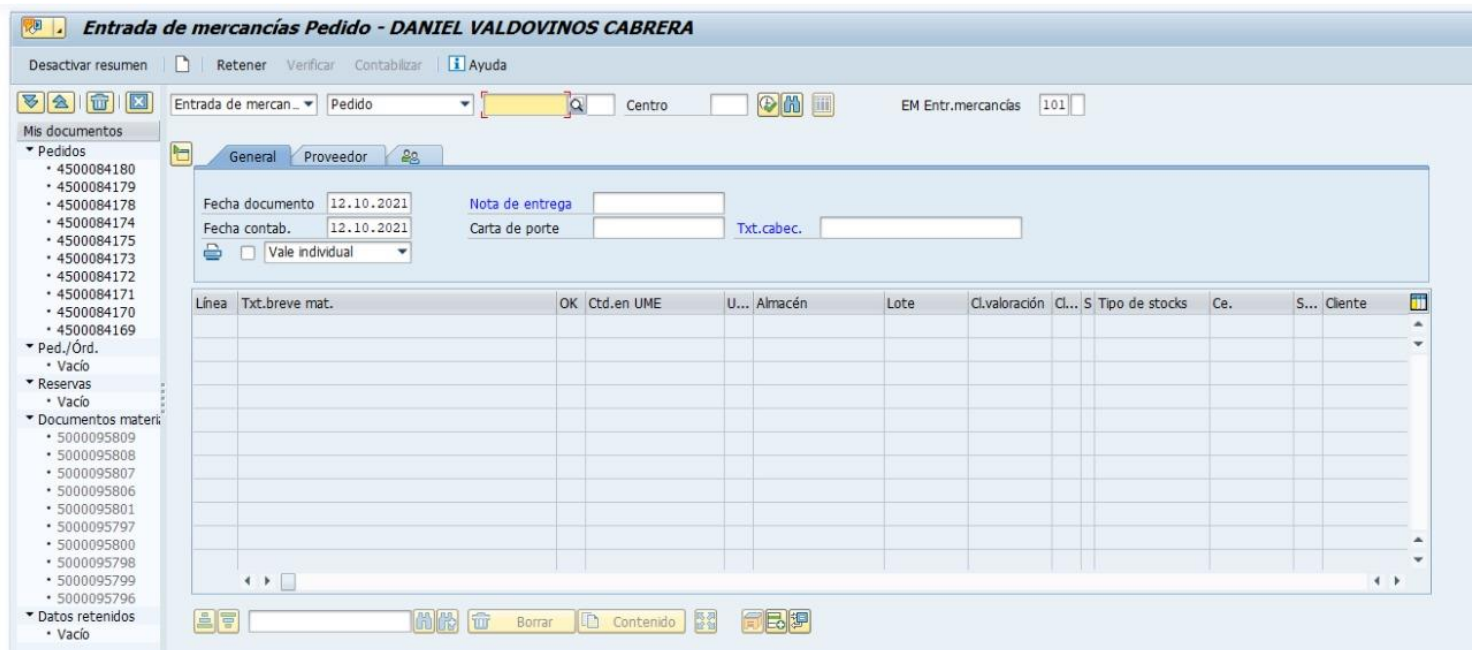 Entrada de mercancías Pedido - DANIEL VALDOVINOS CABRERA
Desactivar resumen Retener Verificar Contabilizar Ayuda
Entrada de mercan_ Pedido Centro EM Entr.mercancías 101
Mis documentos
Pedidos
4500084180
4500084179
4500084178
4500084174
4500084175
4500084173
4500084172
4500084171
4500084170
4500084169
Ped./Órd.
Vacío
Reservas
Vacío
Documentos materi
5000095809
5000095808
5000095807
5000095806
5000095801
5000095797
5000095800
5000095798
5000095799
5000095796
Datos retenidos
Vacío
General Proveedor
Fecha documento 12.10.2021 Nota de entrega
Fecha contab. 12.10.2021 Carta de porte Txt.cabec.
Vale individual
Línea Txt.breve mat. OK Ctd.en UME U... Almacén Lote Cl.valoración Cl... S Tipo de stocks Ce. S... Cliente
Borrar Contenido